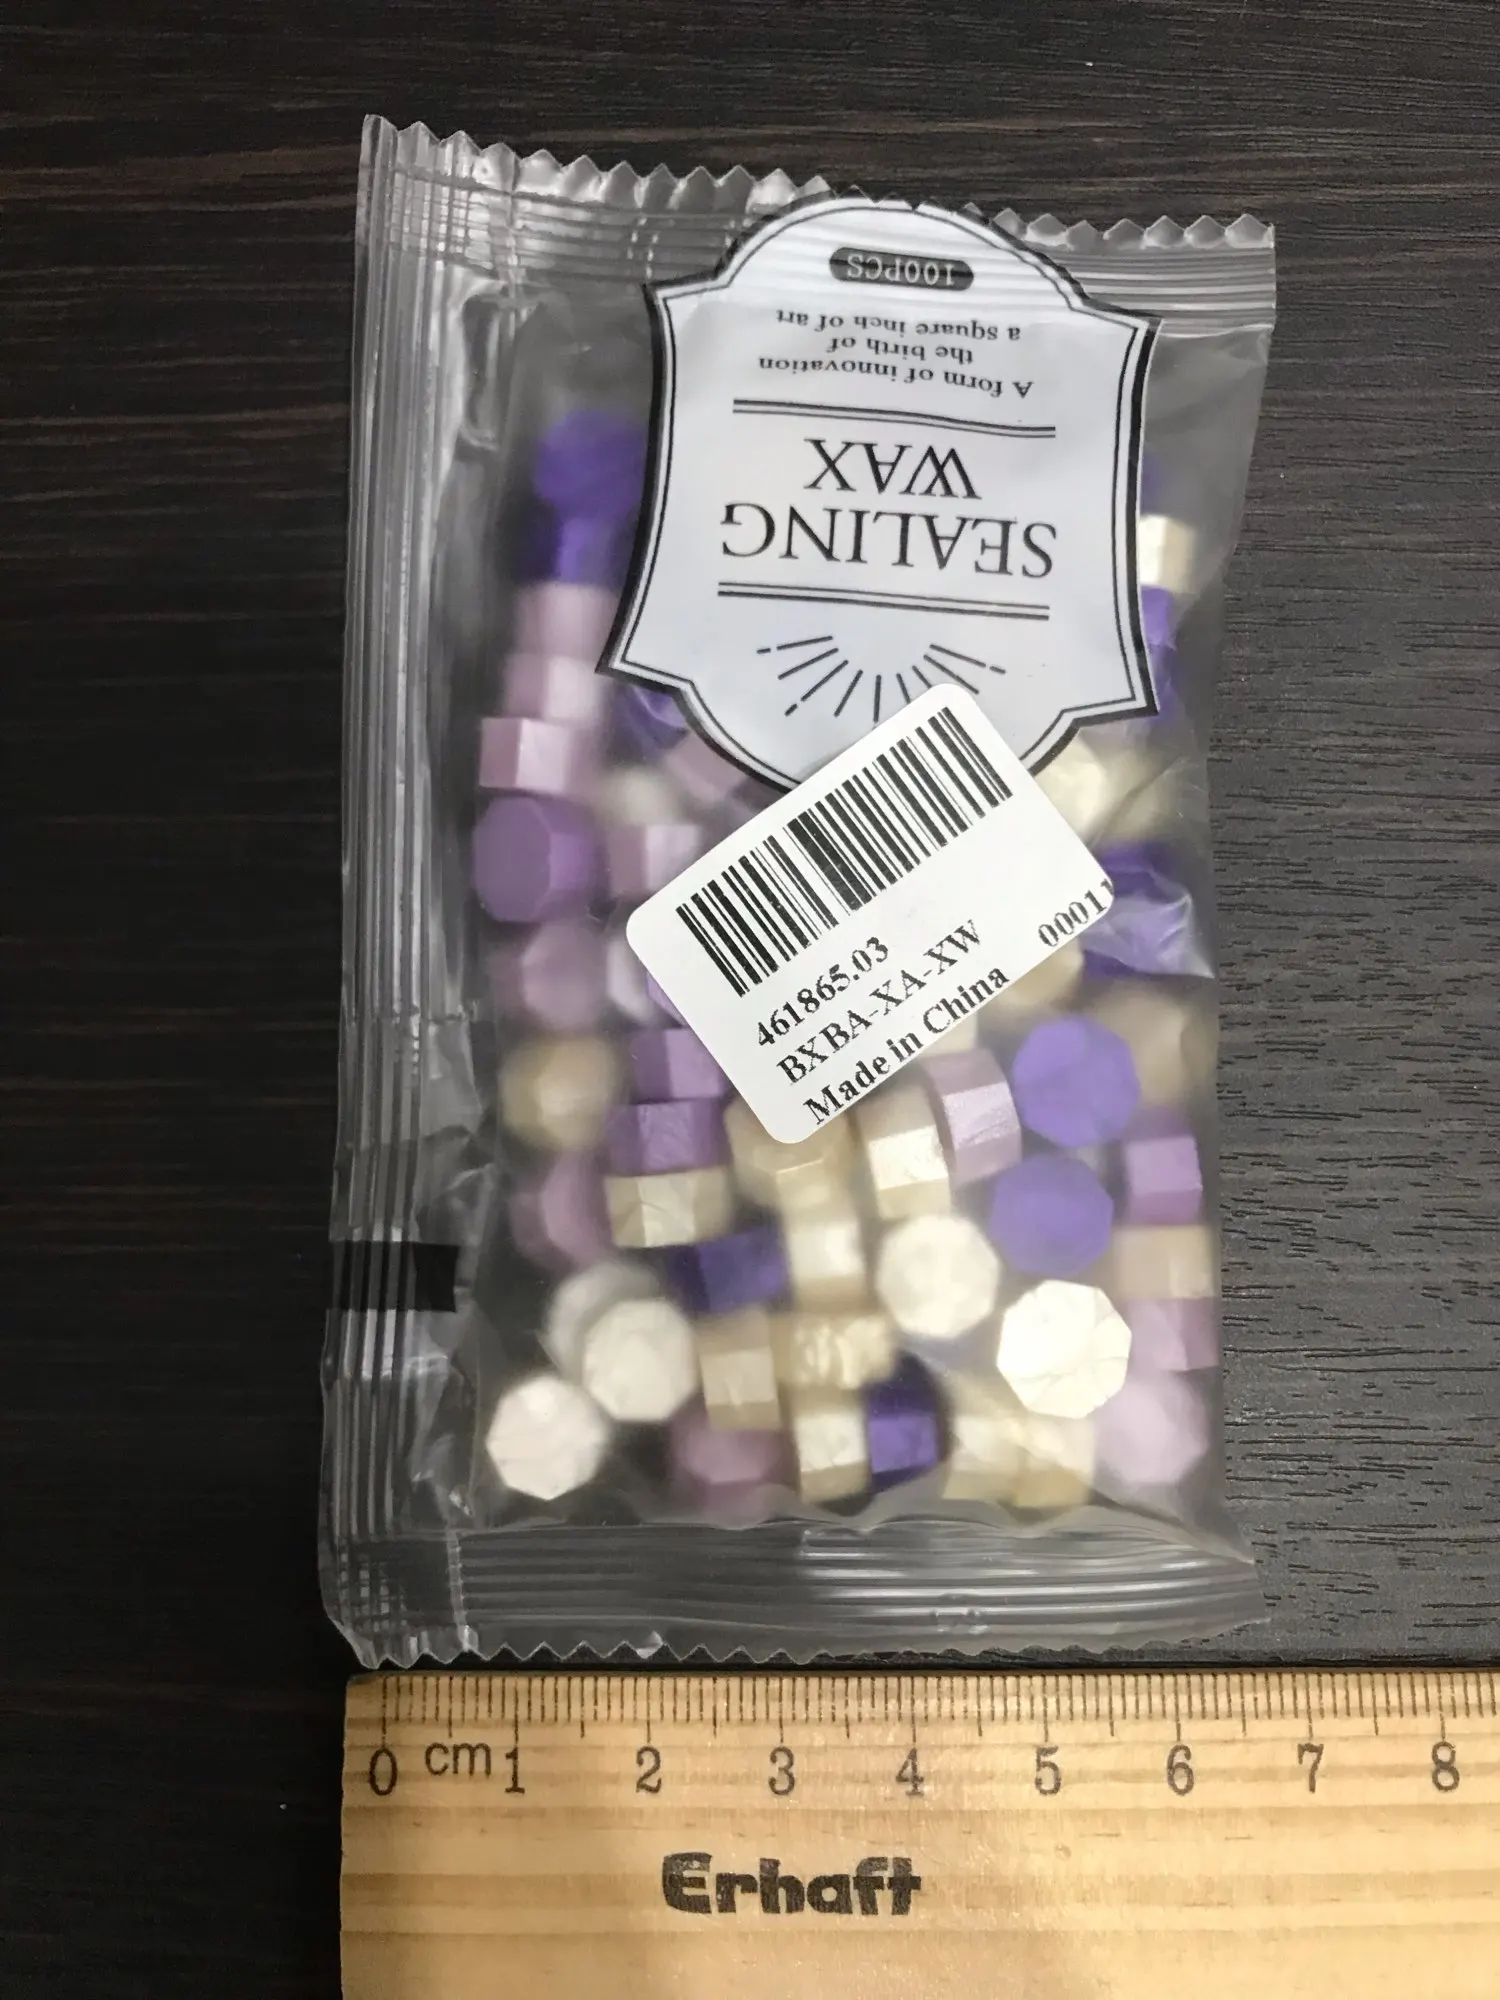 100PCS
A form of innovation
the birth of
a square inch of art
SEALING
WAX
461865.03
BXBA-XA-XW
Made in China 00011
0 cm 1 2 3 4 5 6 7 8
Erhaft